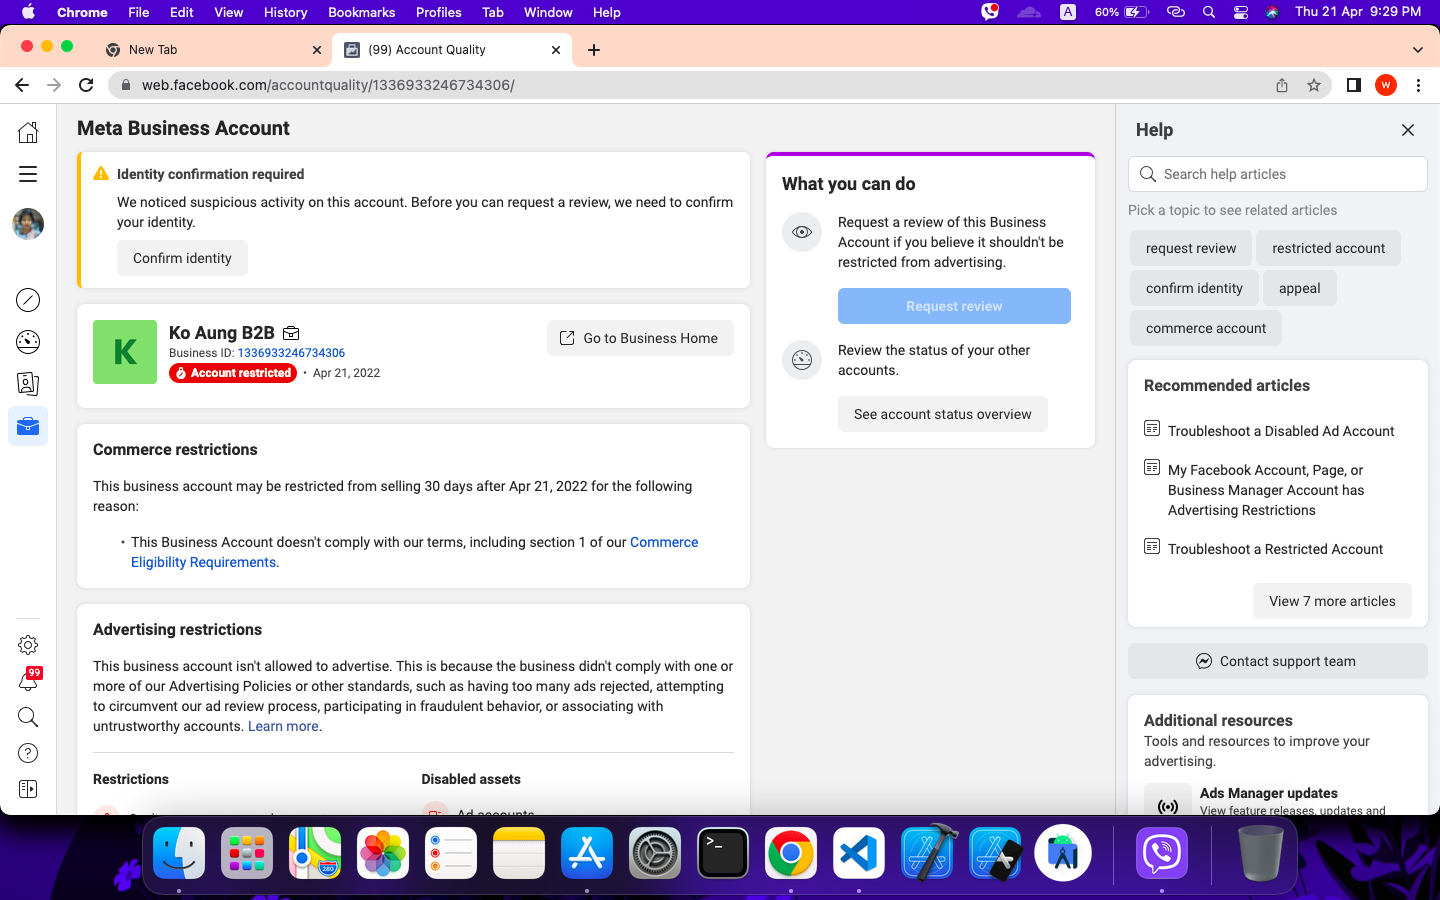 Chrome File Edit View History Bookmarks Profiles Tab Window Help
A 60% Thu 21 Apr 9:29 PM
New Tab
(99) Account Quality
web.facebook.com/accountquality/1336933246734306/
W
Meta Business Account
Identity confirmation required
We noticed suspicious activity on this account. Before you can request a review, we need to confirm
your identity.
Confirm identity
K
Ko Aung B2B
Business ID: 1336933246734306
Account restricted • Apr 21, 2022
Go to Business Home
Commerce restrictions
This business account may be restricted from selling 30 days after Apr 21, 2022 for the following
reason:
• This Business Account doesn't comply with our terms, including section 1 of our Commerce
Eligibility Requirements.
Advertising restrictions
This business account isn't allowed to advertise. This is because the business didn't comply with one or
more of our Advertising Policies or other standards, such as having too many ads rejected, attempting
to circumvent our ad review process, participating in fraudulent behavior, or associating with
untrustworthy accounts. Learn more.
Restrictions
Disabled assets
Ad accounts
What you can do
Request a review of this Business
Account if you believe it shouldn't be
restricted from advertising.
Request review
Review the status of your other
accounts.
See account status overview
99
Help
Search help articles
Pick a topic to see related articles
request review
restricted account
confirm identity
appeal
commerce account
Recommended articles
Troubleshoot a Disabled Ad Account
My Facebook Account, Page, or
Business Manager Account has
Advertising Restrictions
Troubleshoot a Restricted Account
View 7 more articles
Contact support team
Additional resources
Tools and resources to improve your
advertising.
Ads Manager updates
View feature releases, updates and
280